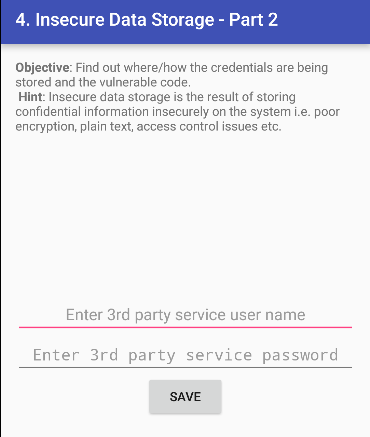 4. Insecure Data Storage - Part 2
Objective: Find out where/how the credentials are being
stored and the vulnerable code.
Hint: Insecure data storage is the result of storing
confidential information insecurely on the system i.e. poor
encryption, plain text, access control issues etc.
Enter 3rd party service user name
Enter 3rd party service password
SAVE